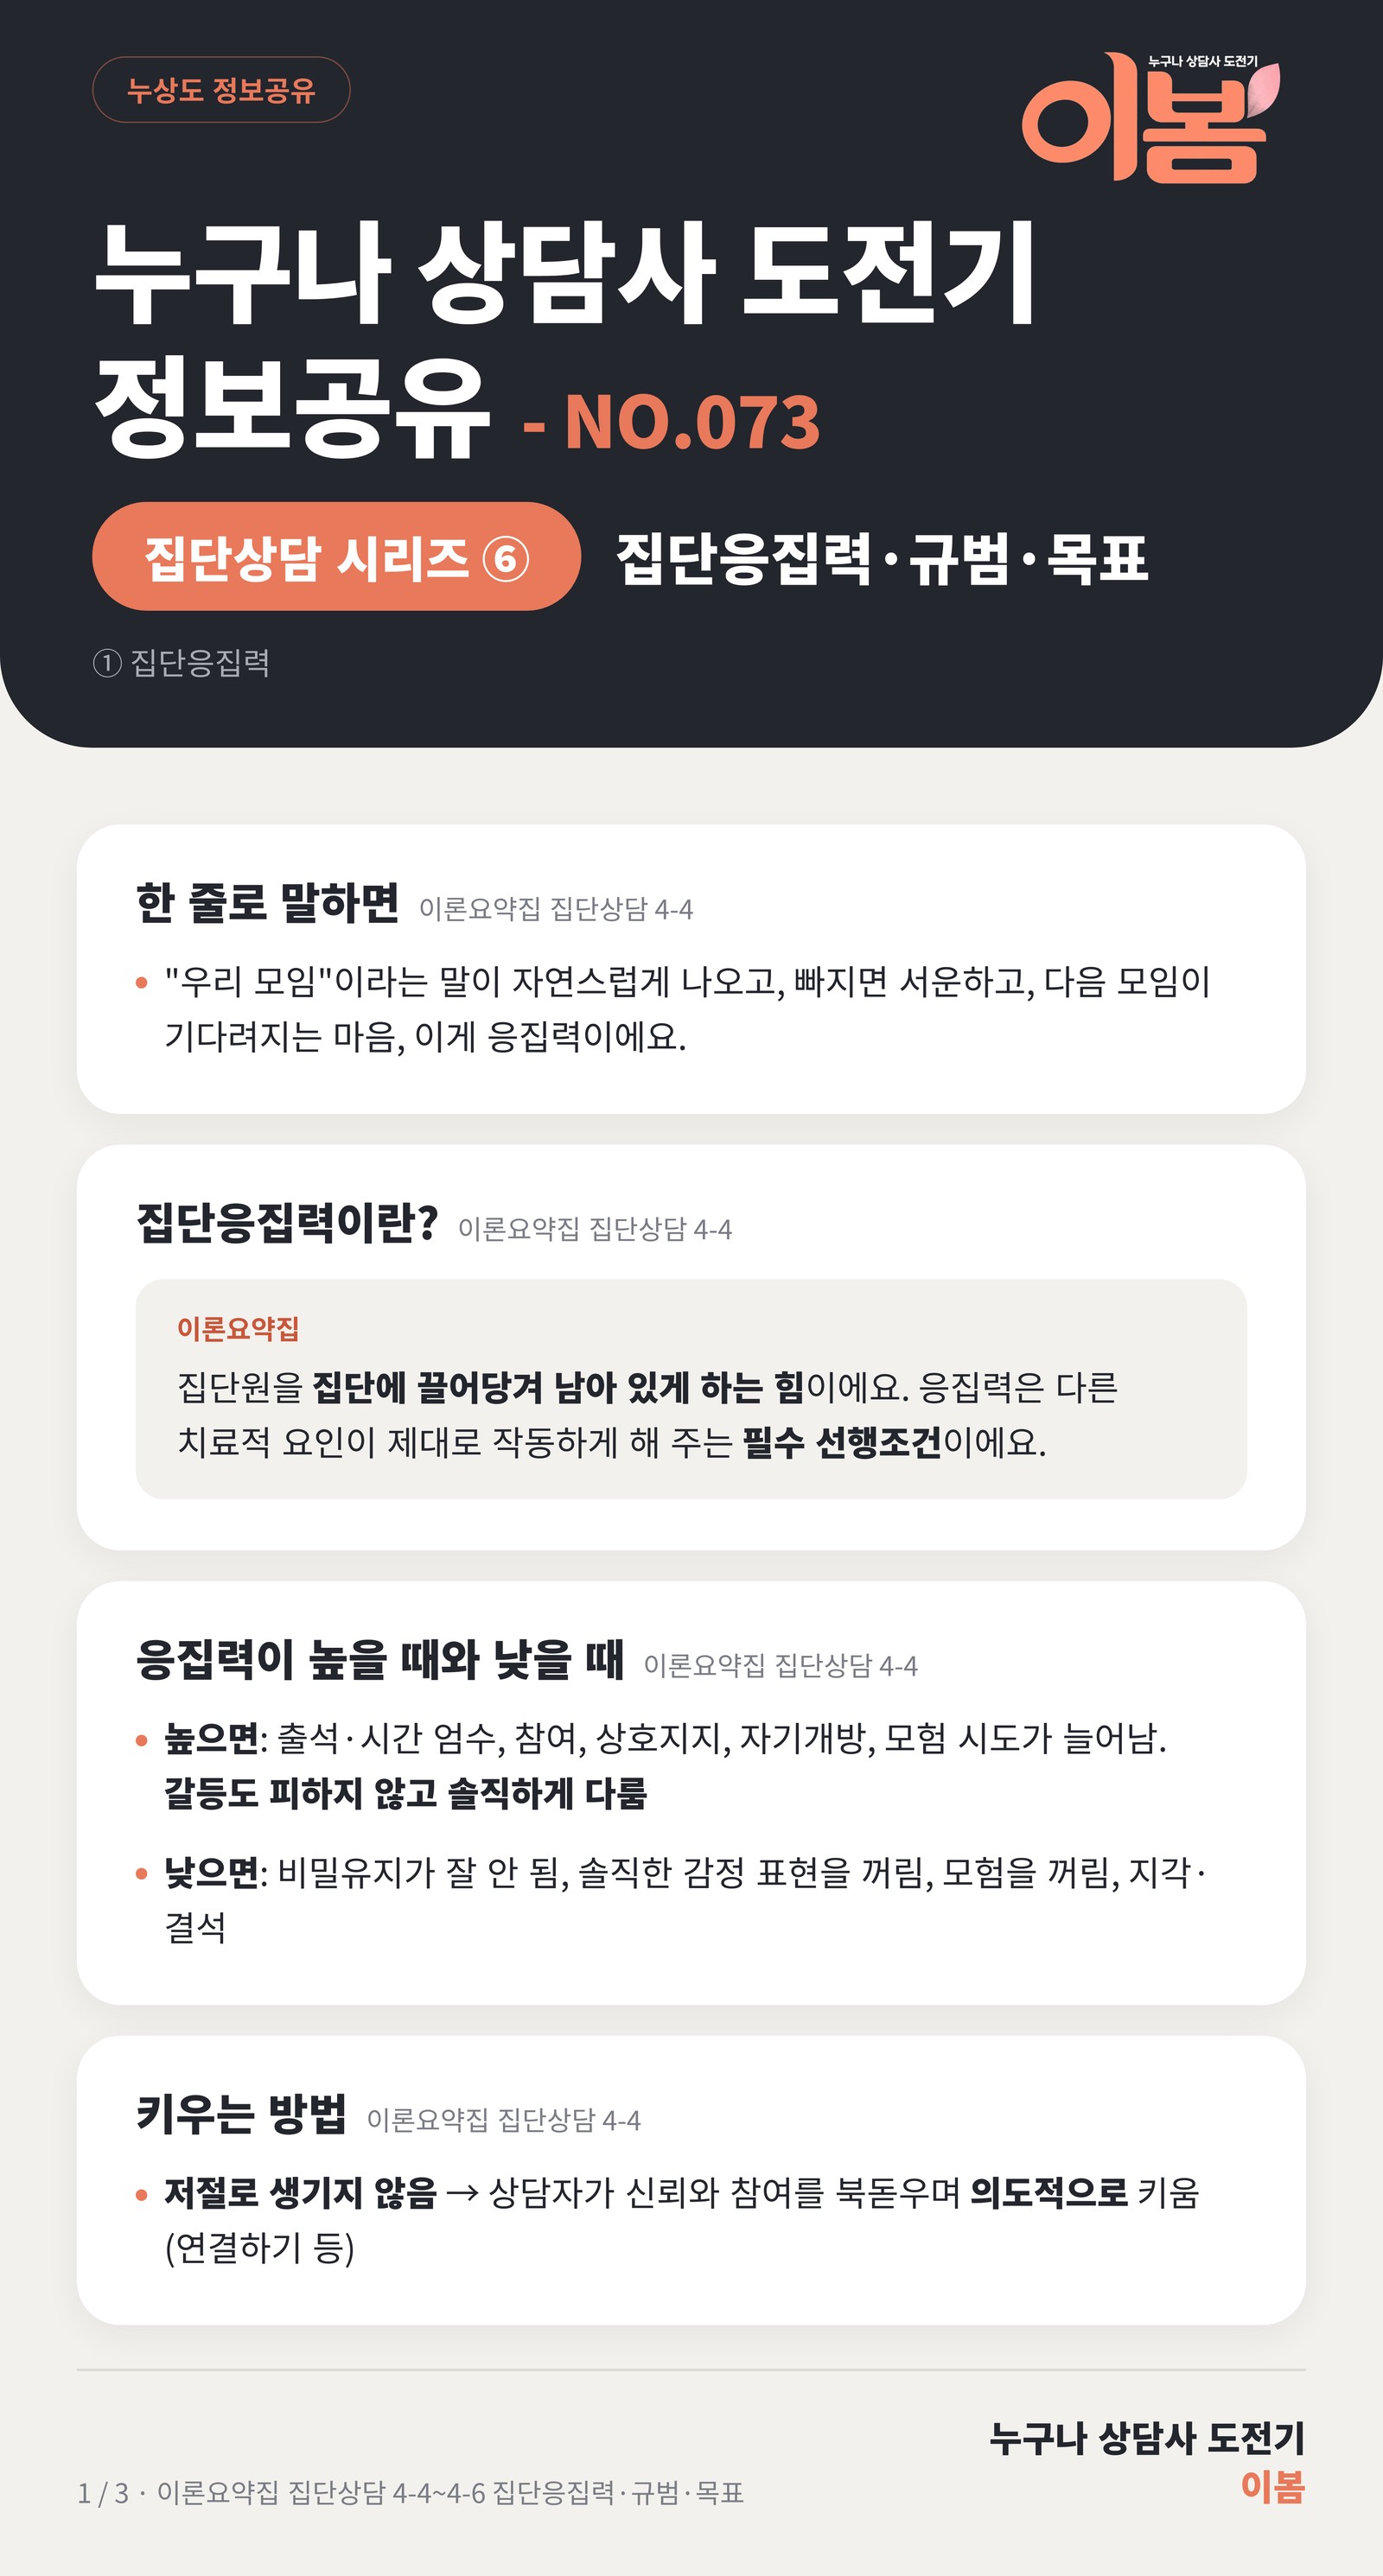 누상도 정보공유
누구나 상담사 도전기
이봄
누구나 상담사 도전기
정보공유 - NO.073
집단상담 시리즈 ⑥ 집단응집력·규범·목표
① 집단응집력
한 줄로 말하면 이론요약집 집단상담 4-4
• "우리 모임"이라는 말이 자연스럽게 나오고, 빠지면 서운하고, 다음 모임이
기다려지는 마음, 이게 응집력이에요.
집단응집력이란? 이론요약집 집단상담 4-4
이론요약집
집단원을 집단에 끌어당겨 남아 있게 하는 힘이에요. 응집력은 다른
치료적 요인이 제대로 작동하게 해 주는 필수 선행조건이에요.
응집력이 높을 때와 낮을 때 이론요약집 집단상담 4-4
• 높으면: 출석·시간 엄수, 참여, 상호지지, 자기개방, 모험 시도가 늘어남.
갈등도 피하지 않고 솔직하게 다룸
• 낮으면: 비밀유지가 잘 안 됨, 솔직한 감정 표현을 꺼림, 모험을 꺼림, 지각·
결석
키우는 방법 이론요약집 집단상담 4-4
• 저절로 생기지 않음 → 상담자가 신뢰와 참여를 북돋우며 의도적으로 키움
(연결하기 등)
누구나 상담사 도전기
1 / 3 · 이론요약집 집단상담 4-4~4-6 집단응집력·규범·목표
이봄